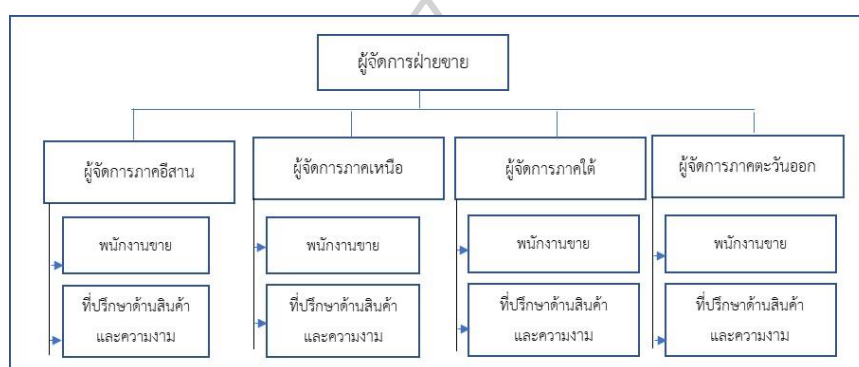 ผู้จัดการฝ่ายขาย
ผู้จัดการภาคอีสาน
ผู้จัดการภาคเหนือ
ผู้จัดการภาคใต้
ผู้จัดการภาคตะวันออก
พนักงานขาย
พนักงานขาย
พนักงานขาย
พนักงานขาย
ที่ปรึกษาด้านสินค้า
และความงาม
ที่ปรึกษาด้านสินค้า
และความงาม
ที่ปรึกษาด้านสินค้า
และความงาม
ที่ปรึกษาด้านสินค้า
และความงาม